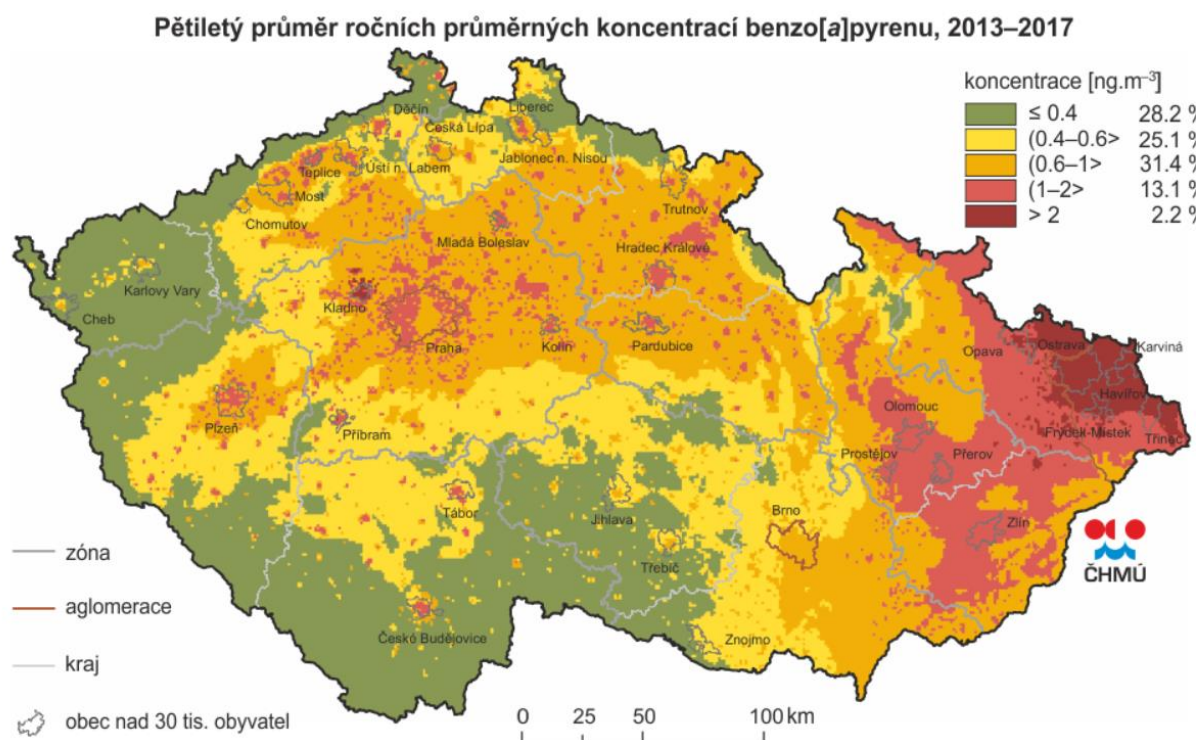 Pětiletý průměr ročních průměrných koncentrací benzo[a]pyrenu, 2013–2017
koncentrace [ng.m⁻³]
≤ 0.4 28.2 %
(0.4–0.6> 25.1 %
(0.6–1> 31.4 %
(1–2> 13.1 %
> 2 2.2 %
Děčín
Liberec
Česká Lípa
Jablonec n. Nisou
Teplice
Ústí n. Labem
Most
Trutnov
Chomutov
Mladá Boleslav
Hradec Králové
Karlovy Vary
Kladno
Cheb
Praha
Kolín
Pardubice
Opava
Ostrava
Karviná
Havířov
Olomouc
Plzeň
Příbram
Frýdek-Místek
Třinec
Prostějov
Přerov
Tábor
Jihlava
Brno
Zlín
Třebíč
České Budějovice
Znojmo
ČHMÚ
zóna
aglomerace
kraj
obec nad 30 tis. obyvatel
0 25 50 100 km